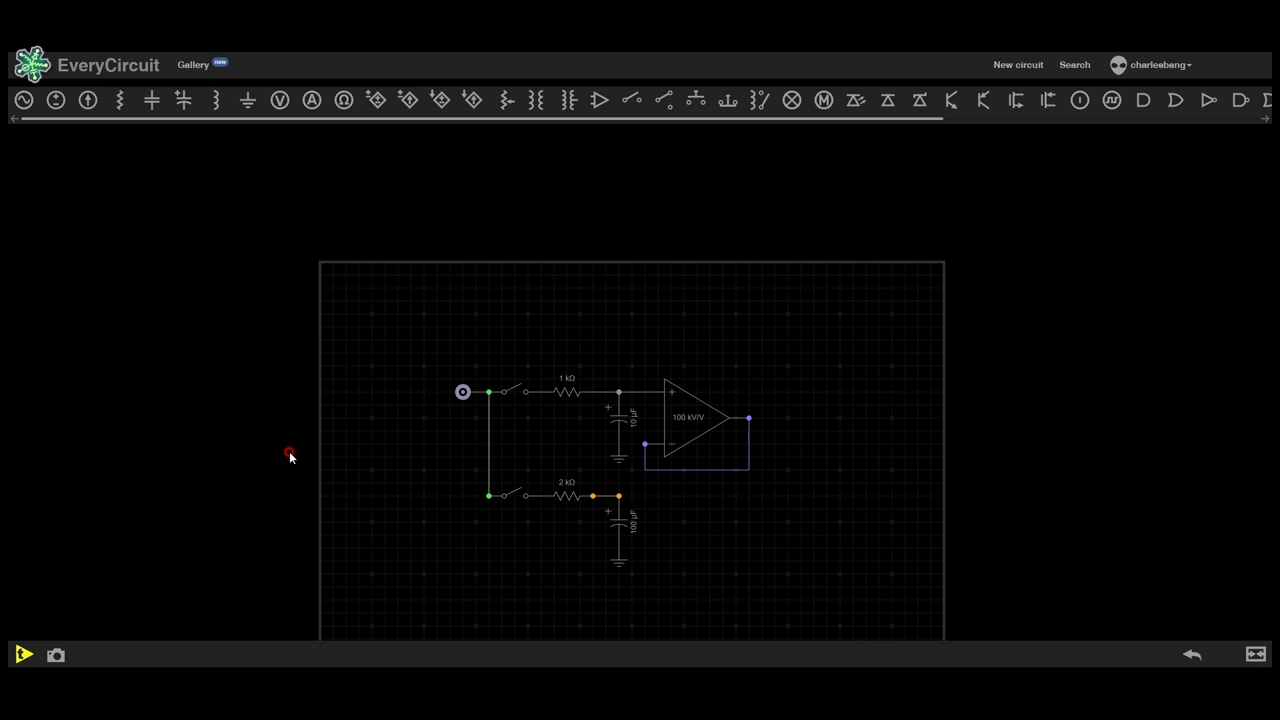 EveryCircuit
Gallery new
New circuit Search charlesbang
V A Ω M
1 kΩ
+ 10 µF
+ 100 kV/V
−
2 kΩ
+ 100 µF
t